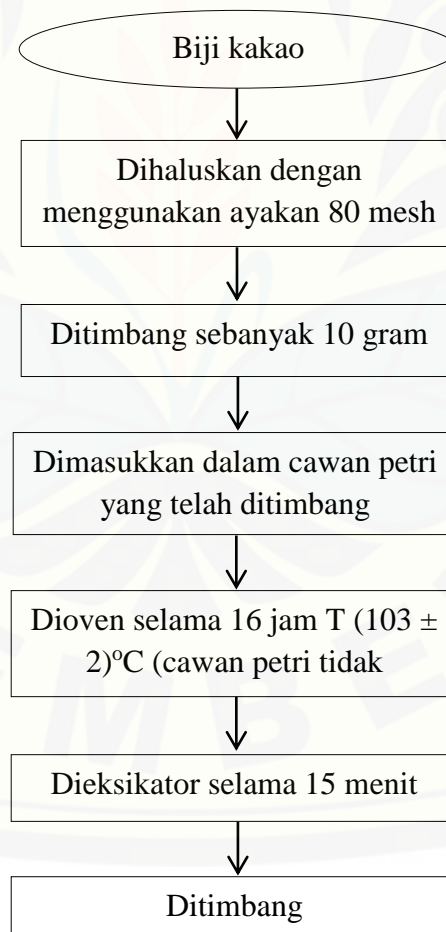 Biji kakao
Dihaluskan dengan
menggunakan ayakan 80 mesh
Ditimbang sebanyak 10 gram
Dimasukkan dalam cawan petri
yang telah ditimbang
Dioven selama 16 jam T (103 ±
2)ºC (cawan petri tidak
Dieksikator selama 15 menit
Ditimbang